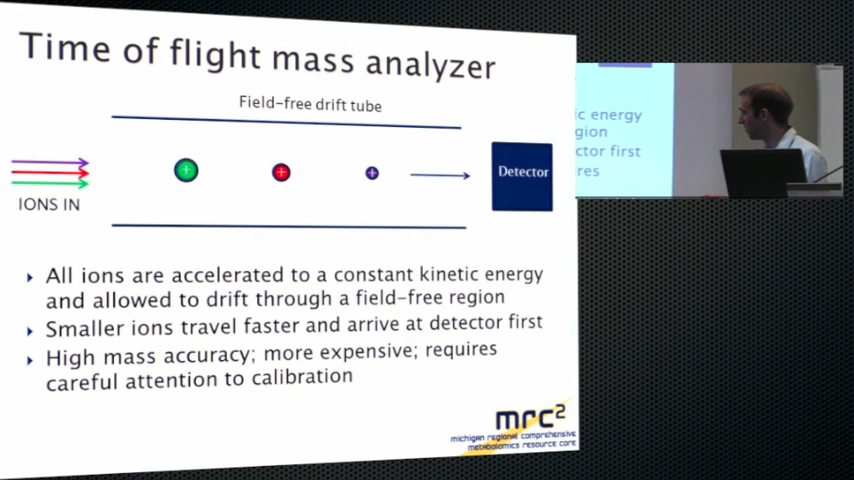 Time of flight mass analyzer
Field-free drift tube
Detector
IONS IN
All ions are accelerated to a constant kinetic energy
and allowed to drift through a field-free region
Smaller ions travel faster and arrive at detector first
High mass accuracy; more expensive; requires
careful attention to calibration
mrc2
michigan regional comprehensive
metabolomics resource core
ic energy
gion
ctor first
res